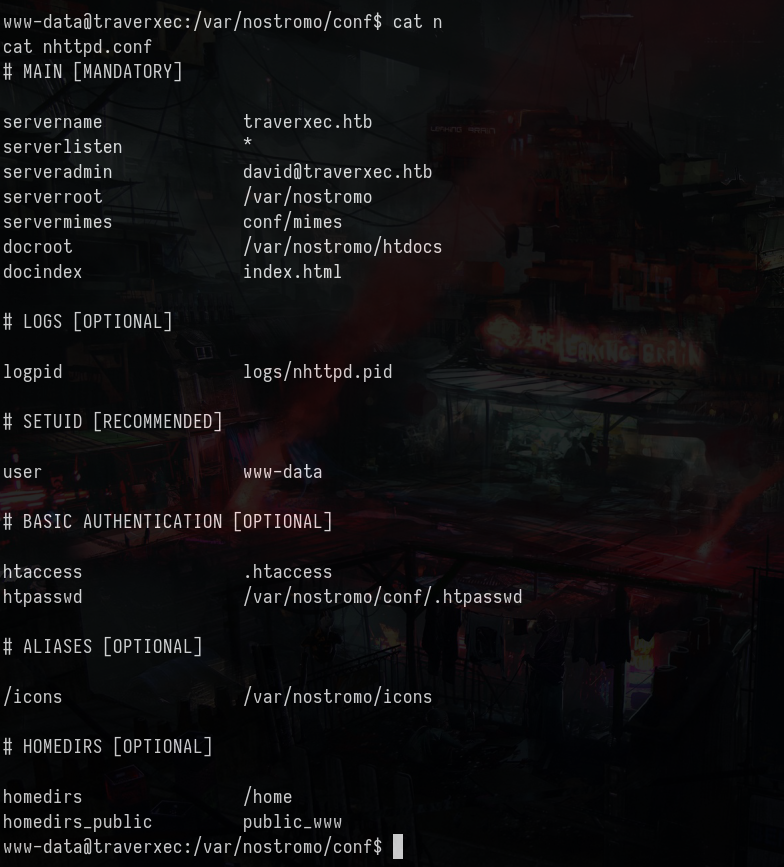 www-data@traverxec:/var/nostromo/conf$ cat n
cat nhttpd.conf
# MAIN [MANDATORY]
servername traverxec.htb
serverlisten *
serveradmin david@traverxec.htb
serverroot /var/nostromo
servermimes conf/mimes
docroot /var/nostromo/htdocs
docindex index.html
# LOGS [OPTIONAL]
logpid logs/nhttpd.pid
# SETUID [RECOMMENDED]
user www-data
# BASIC AUTHENTICATION [OPTIONAL]
htaccess .htaccess
htpasswd /var/nostromo/conf/.htpasswd
# ALIASES [OPTIONAL]
/icons /var/nostromo/icons
# HOMEDIRS [OPTIONAL]
homedirs /home
homedirs_public public_www
www-data@traverxec:/var/nostromo/conf$